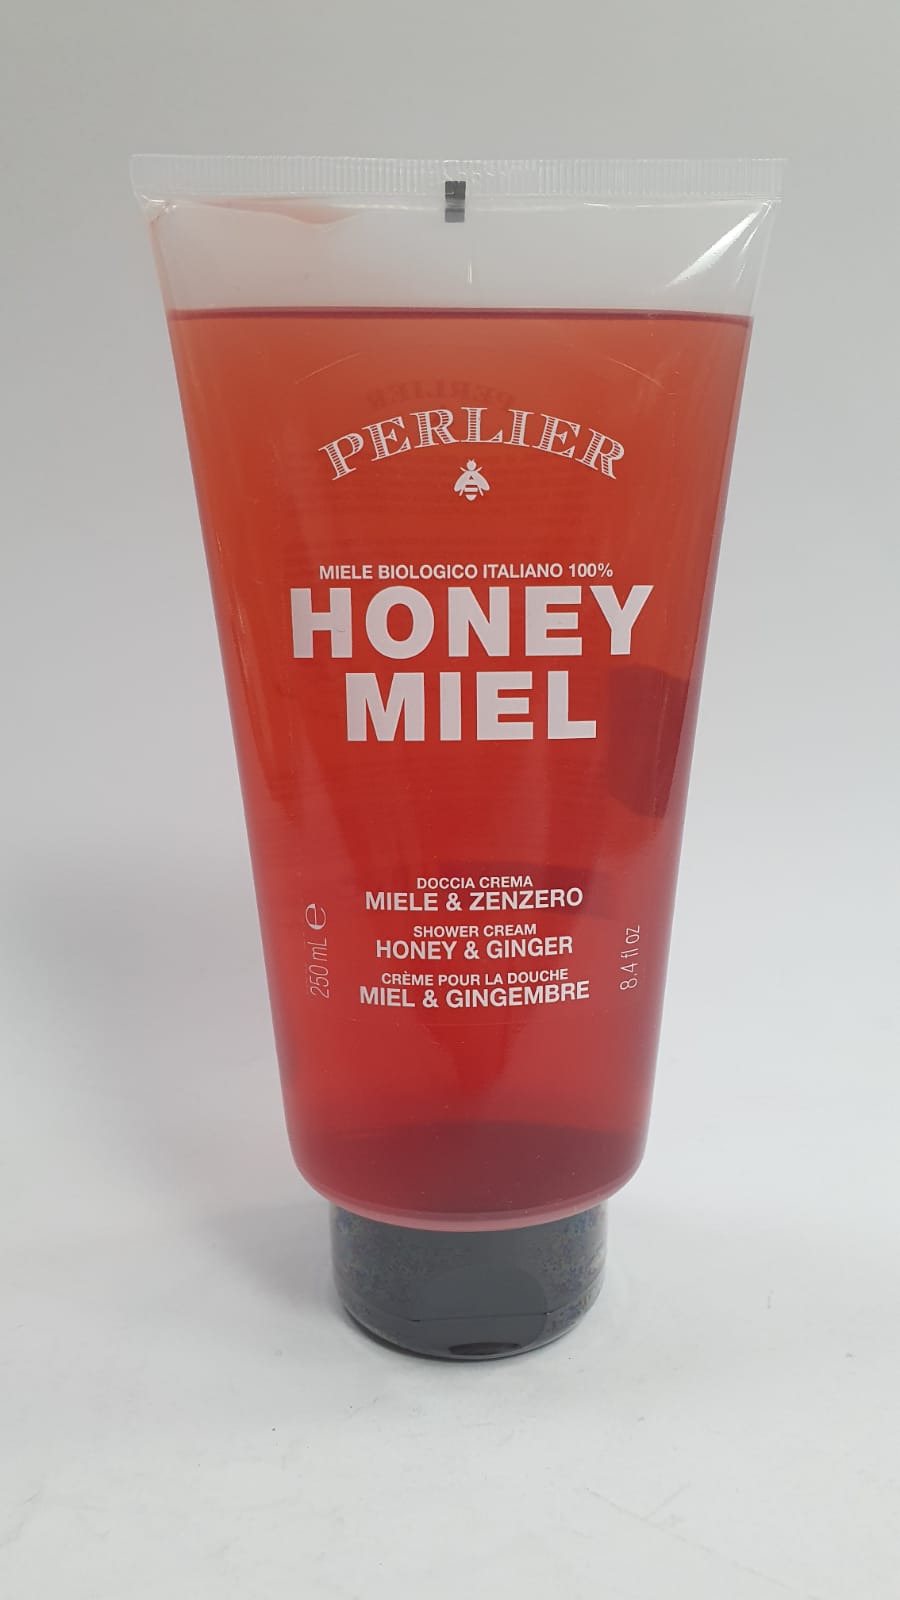 PERLIER
MIELE BIOLOGICO ITALIANO 100%
HONEY
MIEL
DOCCIA CREMA
MIELE & ZENZERO
SHOWER CREAM
HONEY & GINGER
CRÈME POUR LA DOUCHE
MIEL & GINGEMBRE
250 mL e
8.4 fl oz